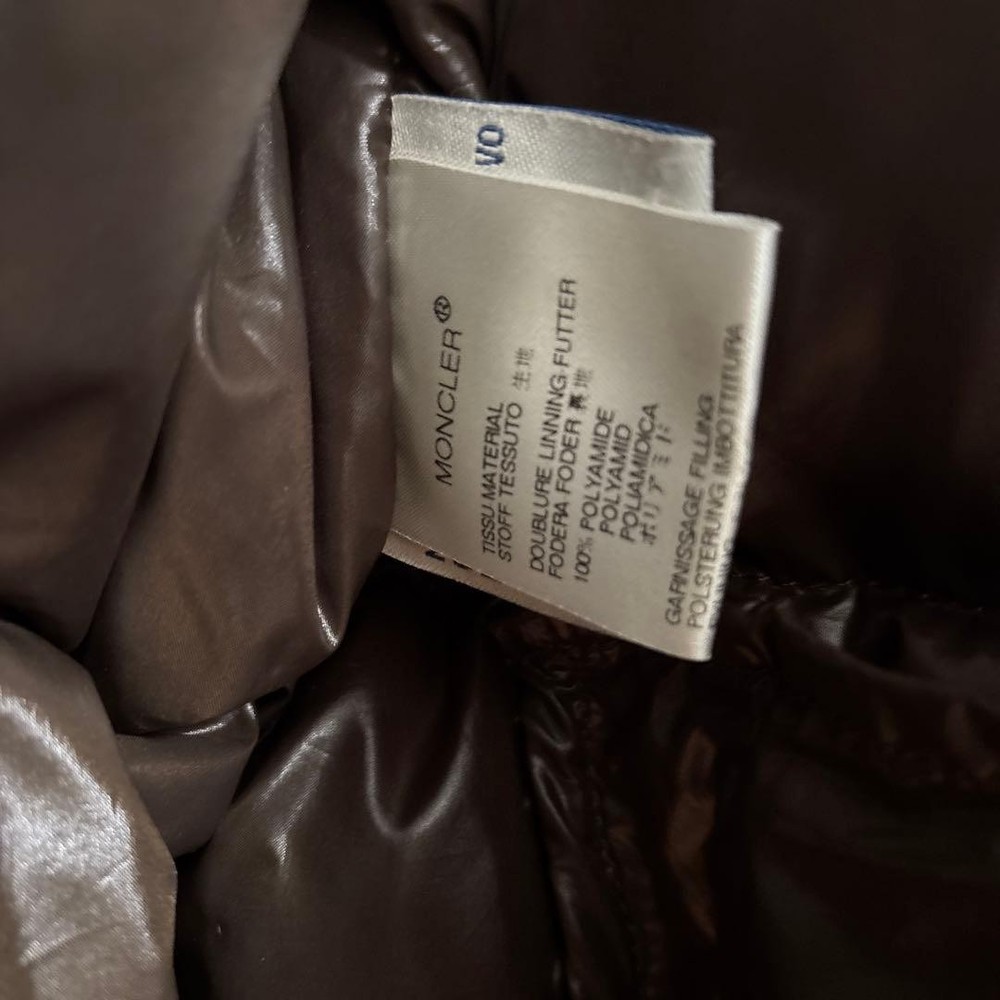 VO
MONCLER®
TISSU MATERIAL
STOFF TESSUTO 生地
DOUBLURE LINNING FUTTER
FODERA FODER 裏地
100% POLYAMIDE
POLYAMID
POLIAMIDICA
ポリアミド
GARNISSAGE FILLING
POLSTERUNG IMBOTTITURA